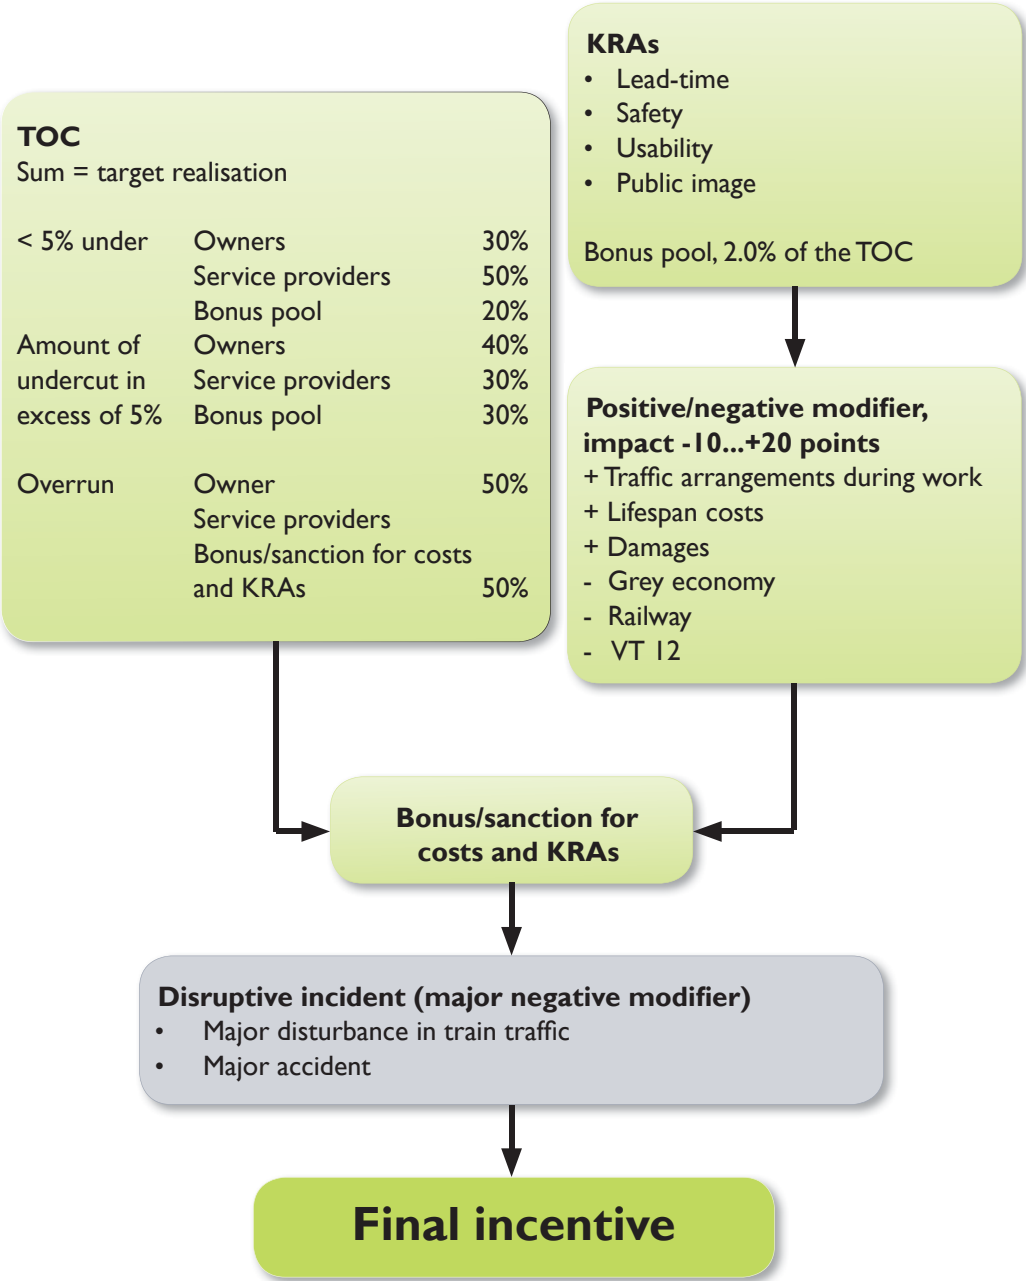 KRAs
• Lead-time
• Safety
• Usability
• Public image
Bonus pool, 2.0% of the TOC
TOC
Sum = target realisation
< 5% under Owners 30%
Service providers 50%
Bonus pool 20%
Amount of Owners 40%
undercut in Service providers 30%
excess of 5% Bonus pool 30%
Overrun Owner 50%
Service providers
Bonus/sanction for costs
and KRAs 50%
Positive/negative modifier,
impact -10...+20 points
+ Traffic arrangements during work
+ Lifespan costs
+ Damages
- Grey economy
- Railway
- VT 12
Bonus/sanction for
costs and KRAs
Disruptive incident (major negative modifier)
• Major disturbance in train traffic
• Major accident
Final incentive